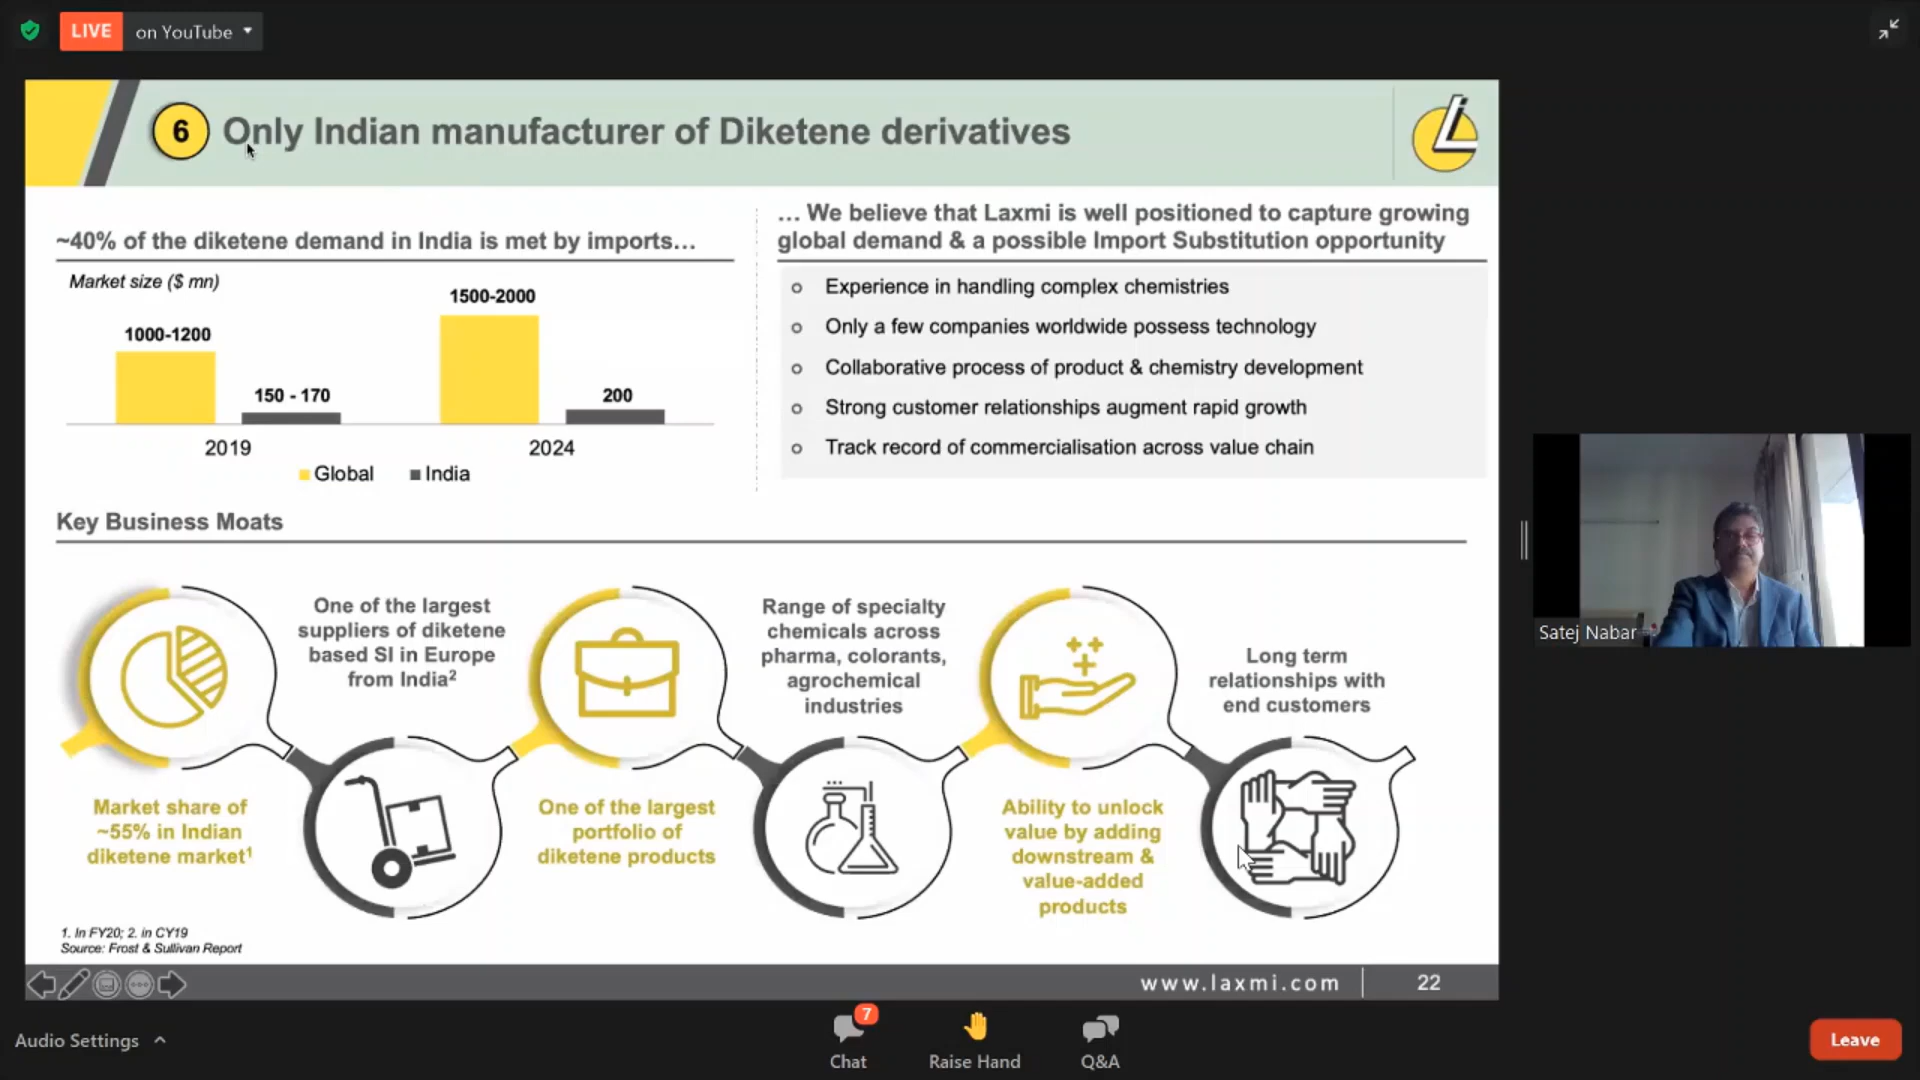 LIVE on YouTube
6 Only Indian manufacturer of Diketene derivatives
~40% of the diketene demand in India is met by imports...
Market size ($ mn)
1000-1200
150 - 170
1500-2000
200
2019
2024
Global
India
... We believe that Laxmi is well positioned to capture growing
global demand & a possible Import Substitution opportunity
Experience in handling complex chemistries
Only a few companies worldwide possess technology
Collaborative process of product & chemistry development
Strong customer relationships augment rapid growth
Track record of commercialisation across value chain
Key Business Moats
Market share of
~55% in Indian
diketene market¹
One of the largest
suppliers of diketene
based SI in Europe
from India²
One of the largest
portfolio of
diketene products
Range of specialty
chemicals across
pharma, colorants,
agrochemical
industries
Ability to unlock
value by adding
downstream &
value-added
products
Long term
relationships with
end customers
1. In FY20; 2. in CY19
Source: Frost & Sullivan Report
www.laxmi.com
22
Satej Nabar
Audio Settings
7
Chat
Raise Hand
Q&A
Leave